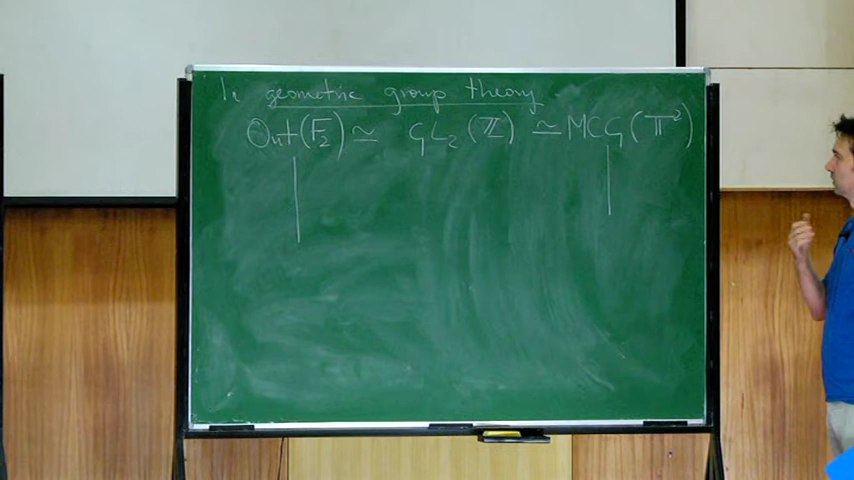 1. geometric group theory
Out(F₂) ≃ GL₂(ℤ) ≃ MCG(𝕋²)